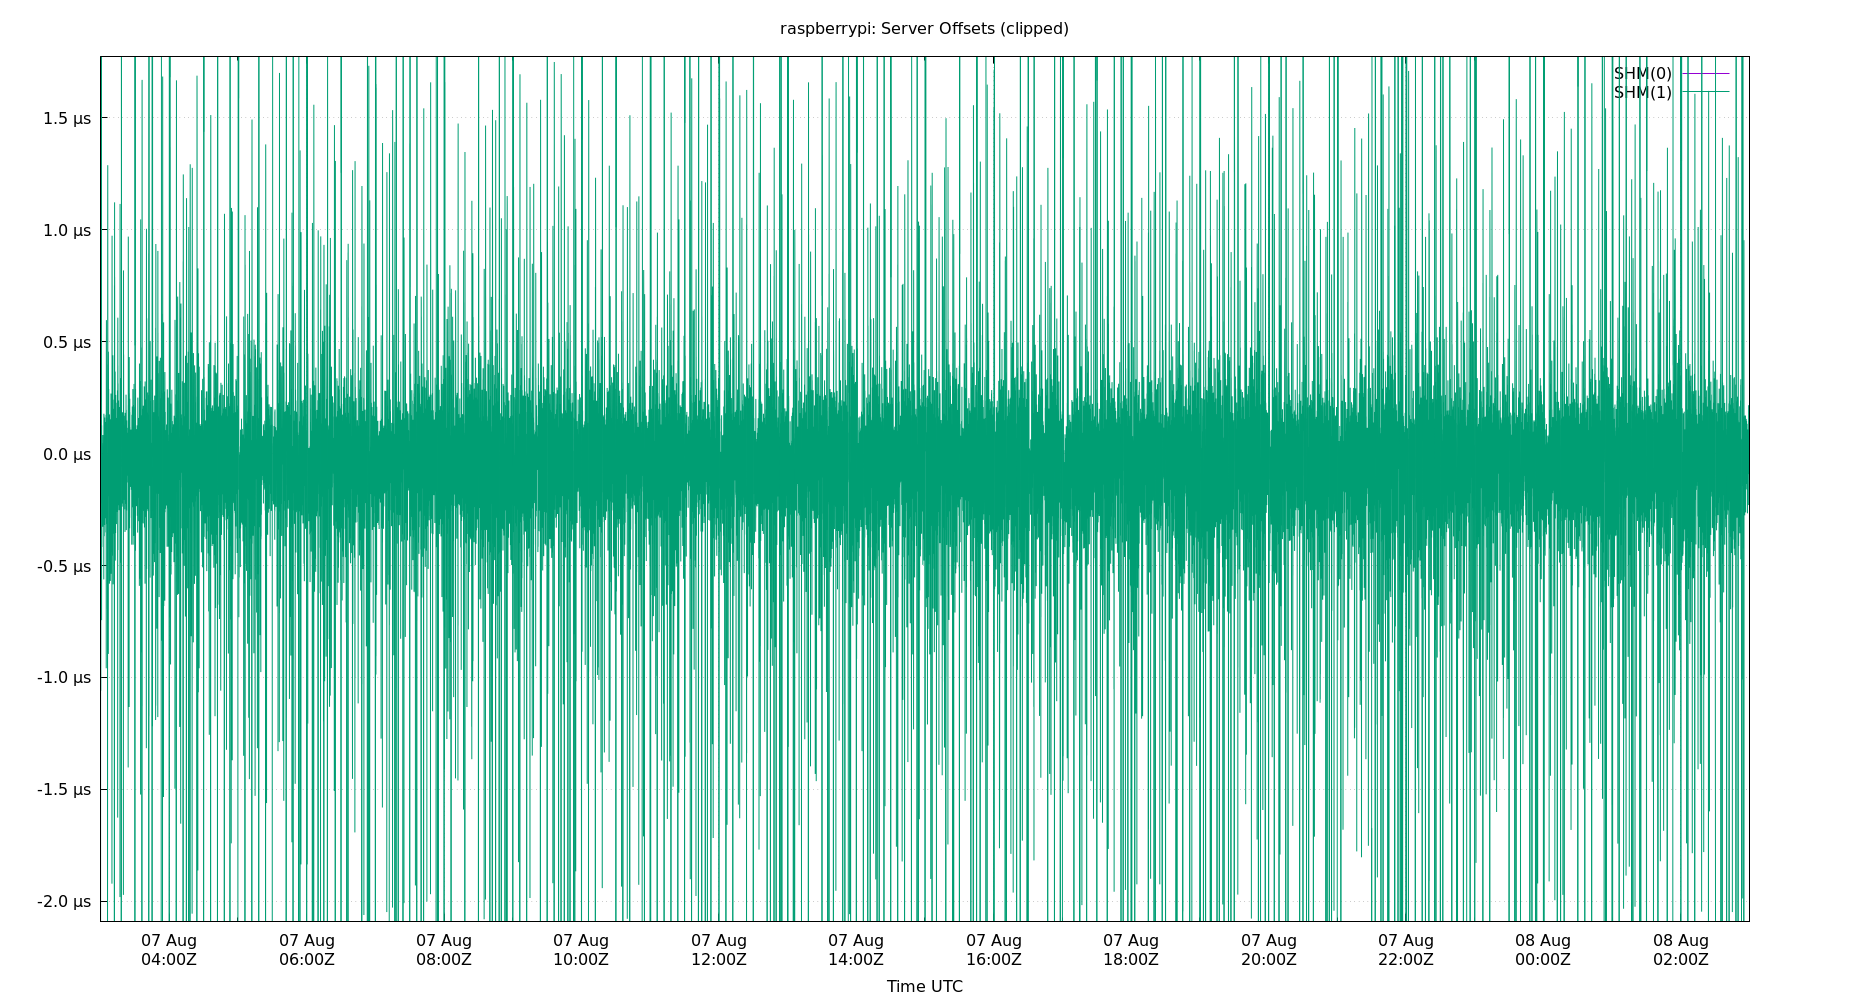 raspberrypi: Server Offsets (clipped)
SHM(0)
SHM(1)
1.5 µs
1.0 µs
0.5 µs
0.0 µs
-0.5 µs
-1.0 µs
-1.5 µs
-2.0 µs
07 Aug 07 Aug 07 Aug 07 Aug 07 Aug 07 Aug 07 Aug 07 Aug 07 Aug 07 Aug 08 Aug 08 Aug
04:00Z 06:00Z 08:00Z 10:00Z 12:00Z 14:00Z 16:00Z 18:00Z 20:00Z 22:00Z 00:00Z 02:00Z
Time UTC